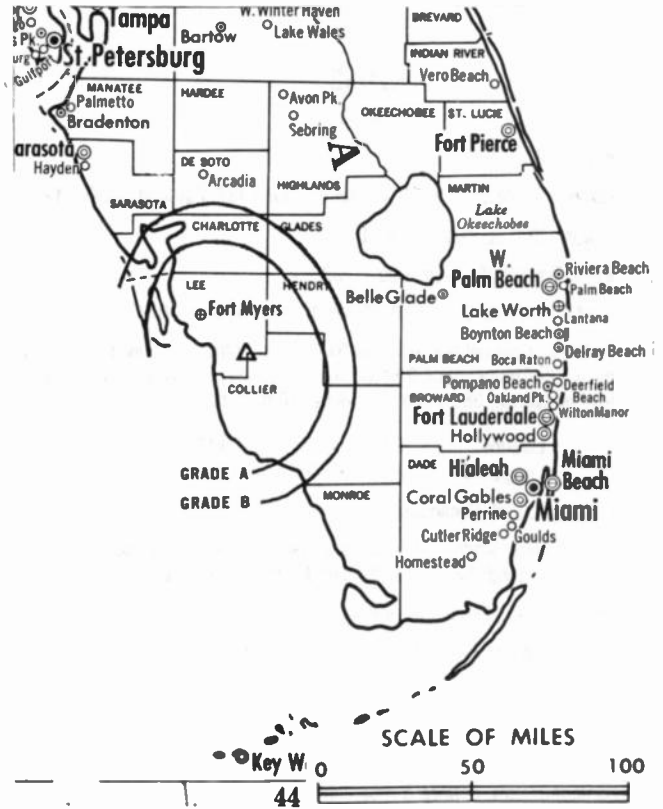 Tampa
W. Winter Haven
Bartow
Lake Wales
BREVARD
s Pk.
St. Petersburg
urg
Gulfport
INDIAN RIVER
Vero Beach
MANATEE
HARDEE
Palmetto
Bradenton
Avon Pk.
Sebring
OKEECHOBEE
ST. LUCIE
Fort Pierce
A
arasota
Hayden
DE SOTO
Arcadia
HIGHLANDS
MARTIN
SARASOTA
CHARLOTTE
GLADES
Lake
Okeechobee
LEE
HENDRY
Fort Myers
Belle Glade
W.
Palm Beach
Riviera Beach
Palm Beach
Lake Worth
Lantana
Boynton Beach
Delray Beach
PALM BEACH
Boca Raton
COLLIER
Pompano Beach
Deerfield
Beach
BROWARD
Oakland Pk.
Wilton Manor
Fort Lauderdale
Hollywood
GRADE A
GRADE B
MONROE
DADE
Hialeah
Miami
Beach
Coral Gables
Miami
Perrine
Cutler Ridge
Goulds
Homestead
SCALE OF MILES
Key W
0 50 100
44